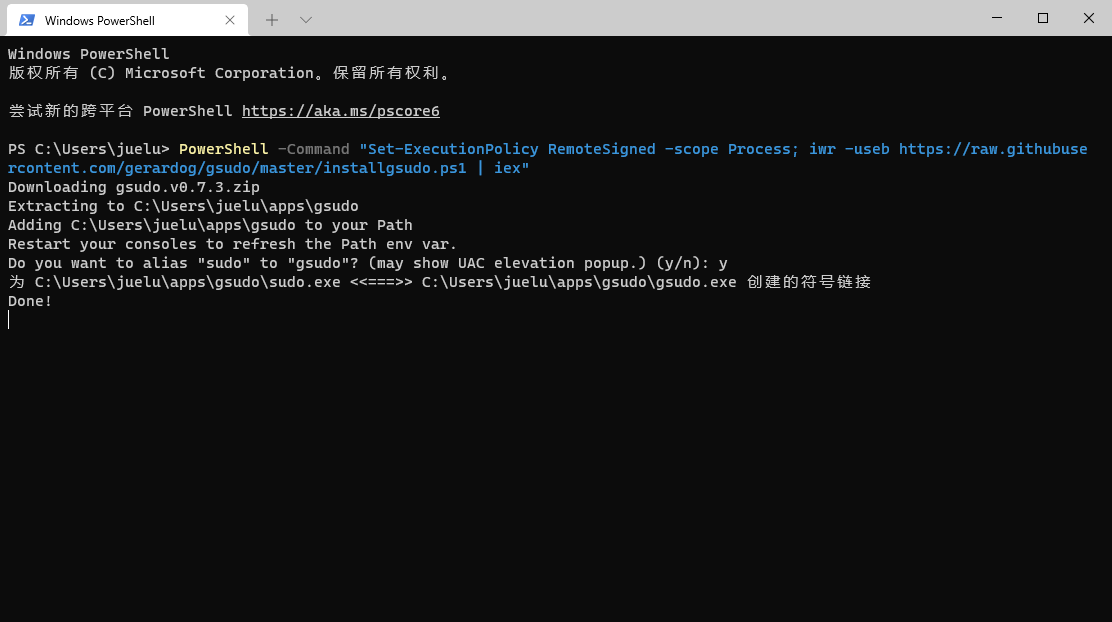 Windows PowerShell
Windows PowerShell
版权所有 (C) Microsoft Corporation。保留所有权利。
尝试新的跨平台 PowerShell https://aka.ms/pscore6
PS C:\Users\juelu> PowerShell -Command "Set-ExecutionPolicy RemoteSigned -scope Process; iwr -useb https://raw.githubuse
rcontent.com/gerardog/gsudo/master/installgsudo.ps1 | iex"
Downloading gsudo.v0.7.3.zip
Extracting to C:\Users\juelu\apps\gsudo
Adding C:\Users\juelu\apps\gsudo to your Path
Restart your consoles to refresh the Path env var.
Do you want to alias "sudo" to "gsudo"? (may show UAC elevation popup.) (y/n): y
为 C:\Users\juelu\apps\gsudo\sudo.exe <<===>> C:\Users\juelu\apps\gsudo\gsudo.exe 创建的符号链接
Done!